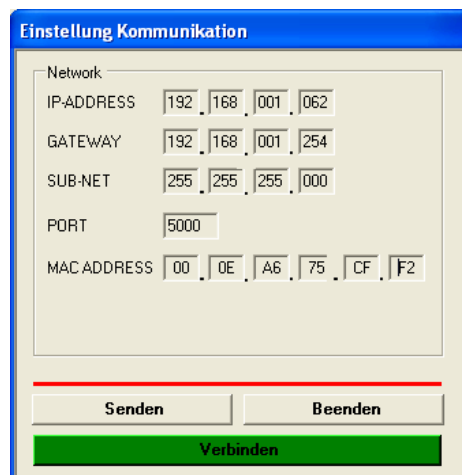 Einstellung Kommunikation
Network
IP-ADDRESS 192 . 168 . 001 . 062
GATEWAY 192 . 168 . 001 . 254
SUB-NET 255 . 255 . 255 . 000
PORT 5000
MAC ADDRESS 00 . 0E . A6 . 75 . CF . F2
Senden Beenden
Verbinden